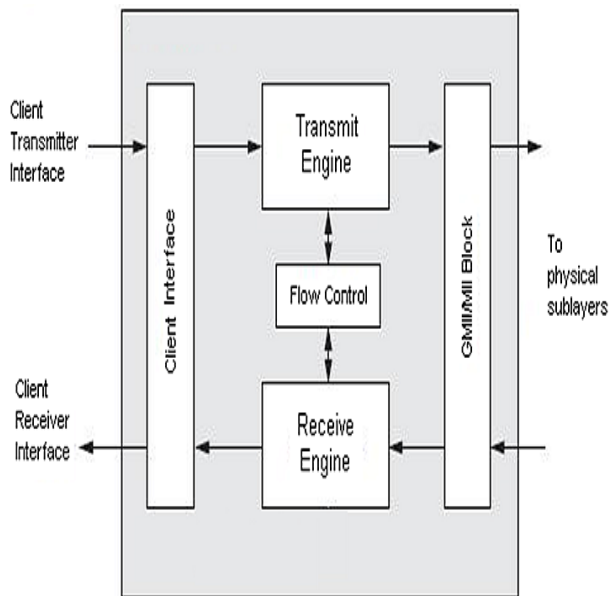 Client
Transmitter
Interface
Client Interface
Transmit
Engine
Flow Control
Receive
Engine
GMII/MII Block
To
physical
sublayers
Client
Receiver
Interface